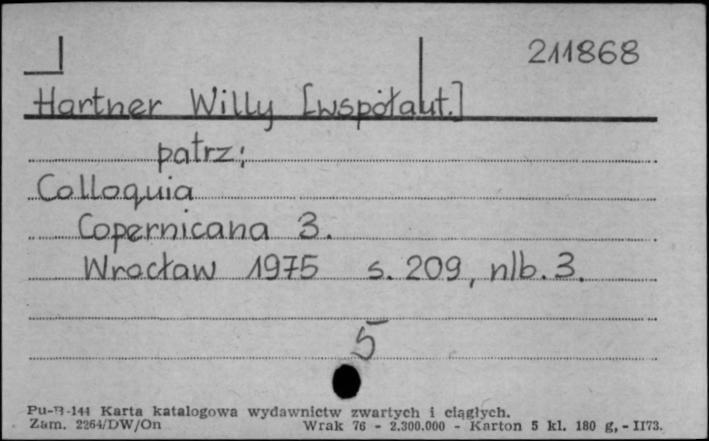 211868
Hartner Willy [współaut.]
patrz:
Colloquia
Copernicana 3.
Wrocław 1975 s. 209, nlb. 3.
5
Pu-B-144 Karta katalogowa wydawnictw zwartych i ciągłych.
Zam. 2264/DW/On Wrak 76 - 2.300.000 - Karton 5 kl. 180 g, - II73.